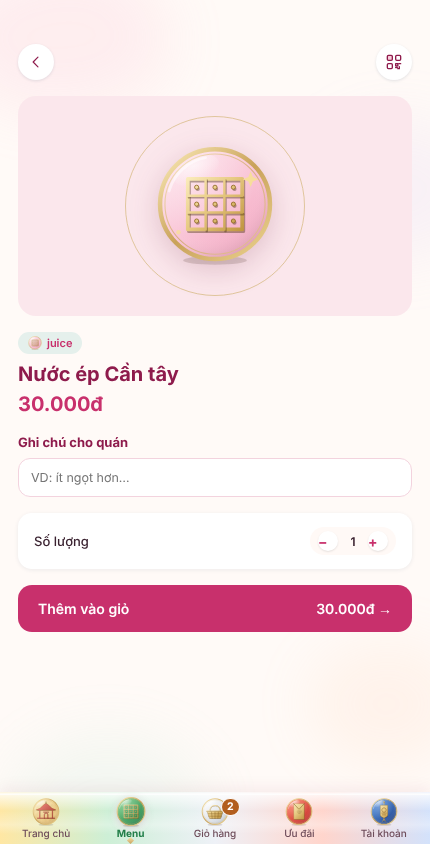 juice
Nước ép Cần tây
30.000đ
Ghi chú cho quán
VD: ít ngọt hơn...
Số lượng
− 1 +
Thêm vào giỏ 30.000đ →
2
Trang chủ Menu Giỏ hàng Ưu đãi Tài khoản